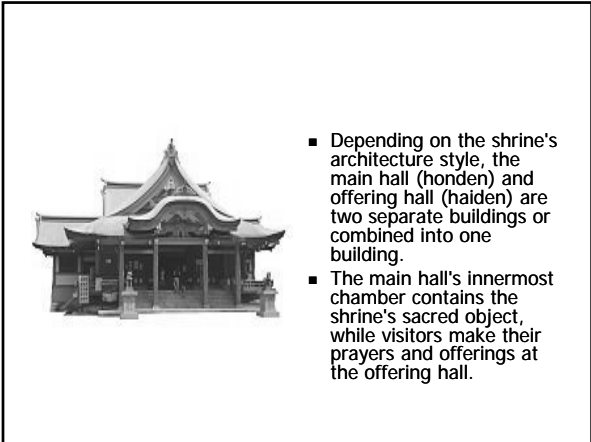 ▪ Depending on the shrine's
architecture style, the
main hall (honden) and
offering hall (haiden) are
two separate buildings or
combined into one
building.
▪ The main hall's innermost
chamber contains the
shrine's sacred object,
while visitors make their
prayers and offerings at
the offering hall.